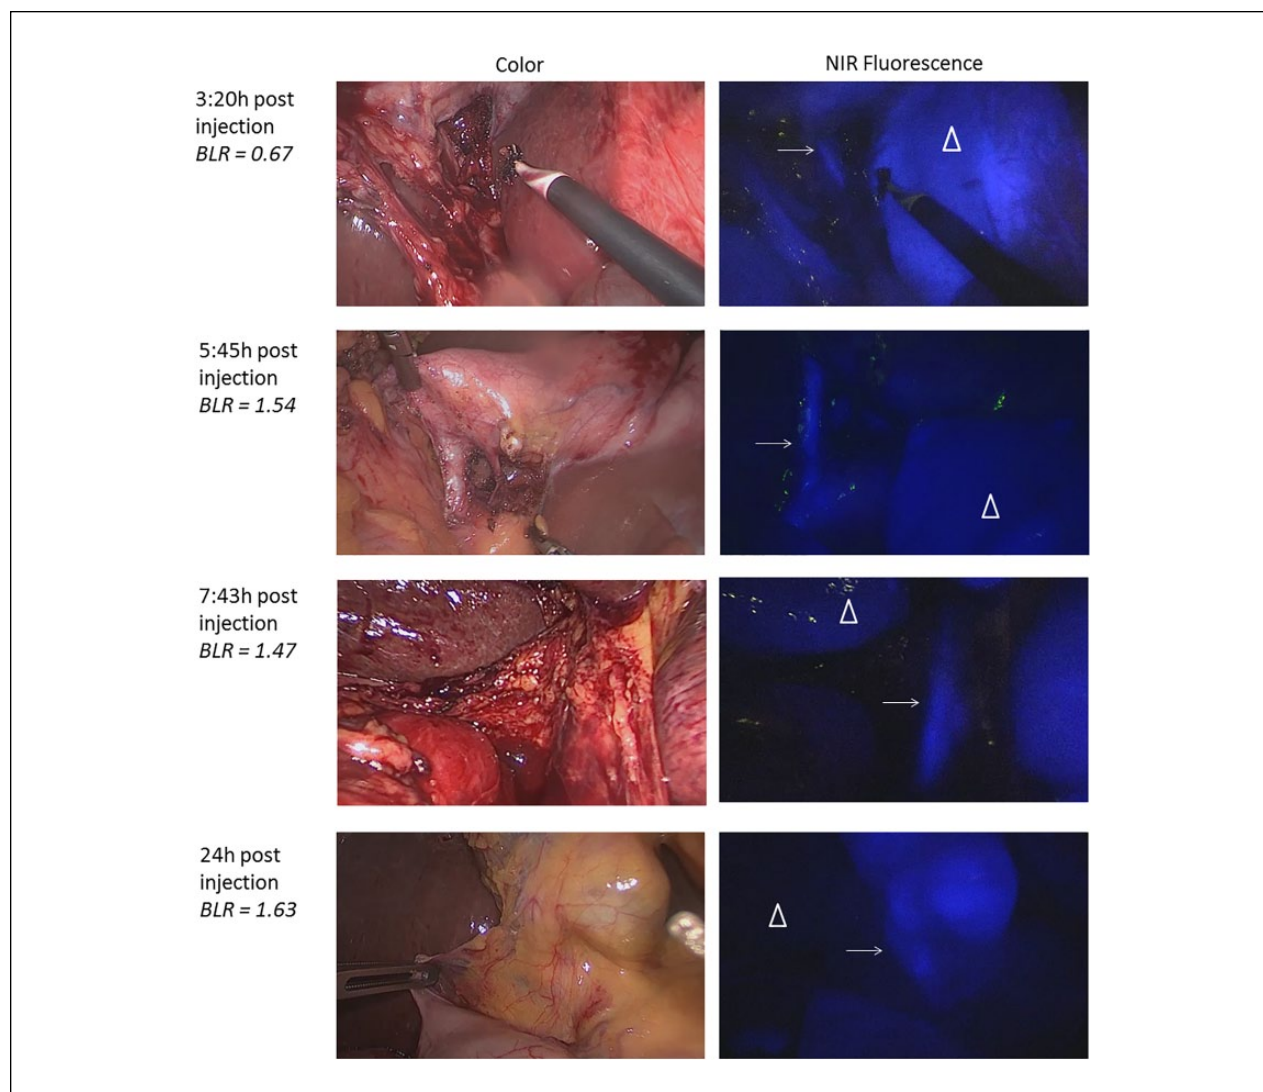 Color
NIR Fluorescence
3:20h post
injection
BLR = 0.67
5:45h post
injection
BLR = 1.54
7:43h post
injection
BLR = 1.47
24h post
injection
BLR = 1.63